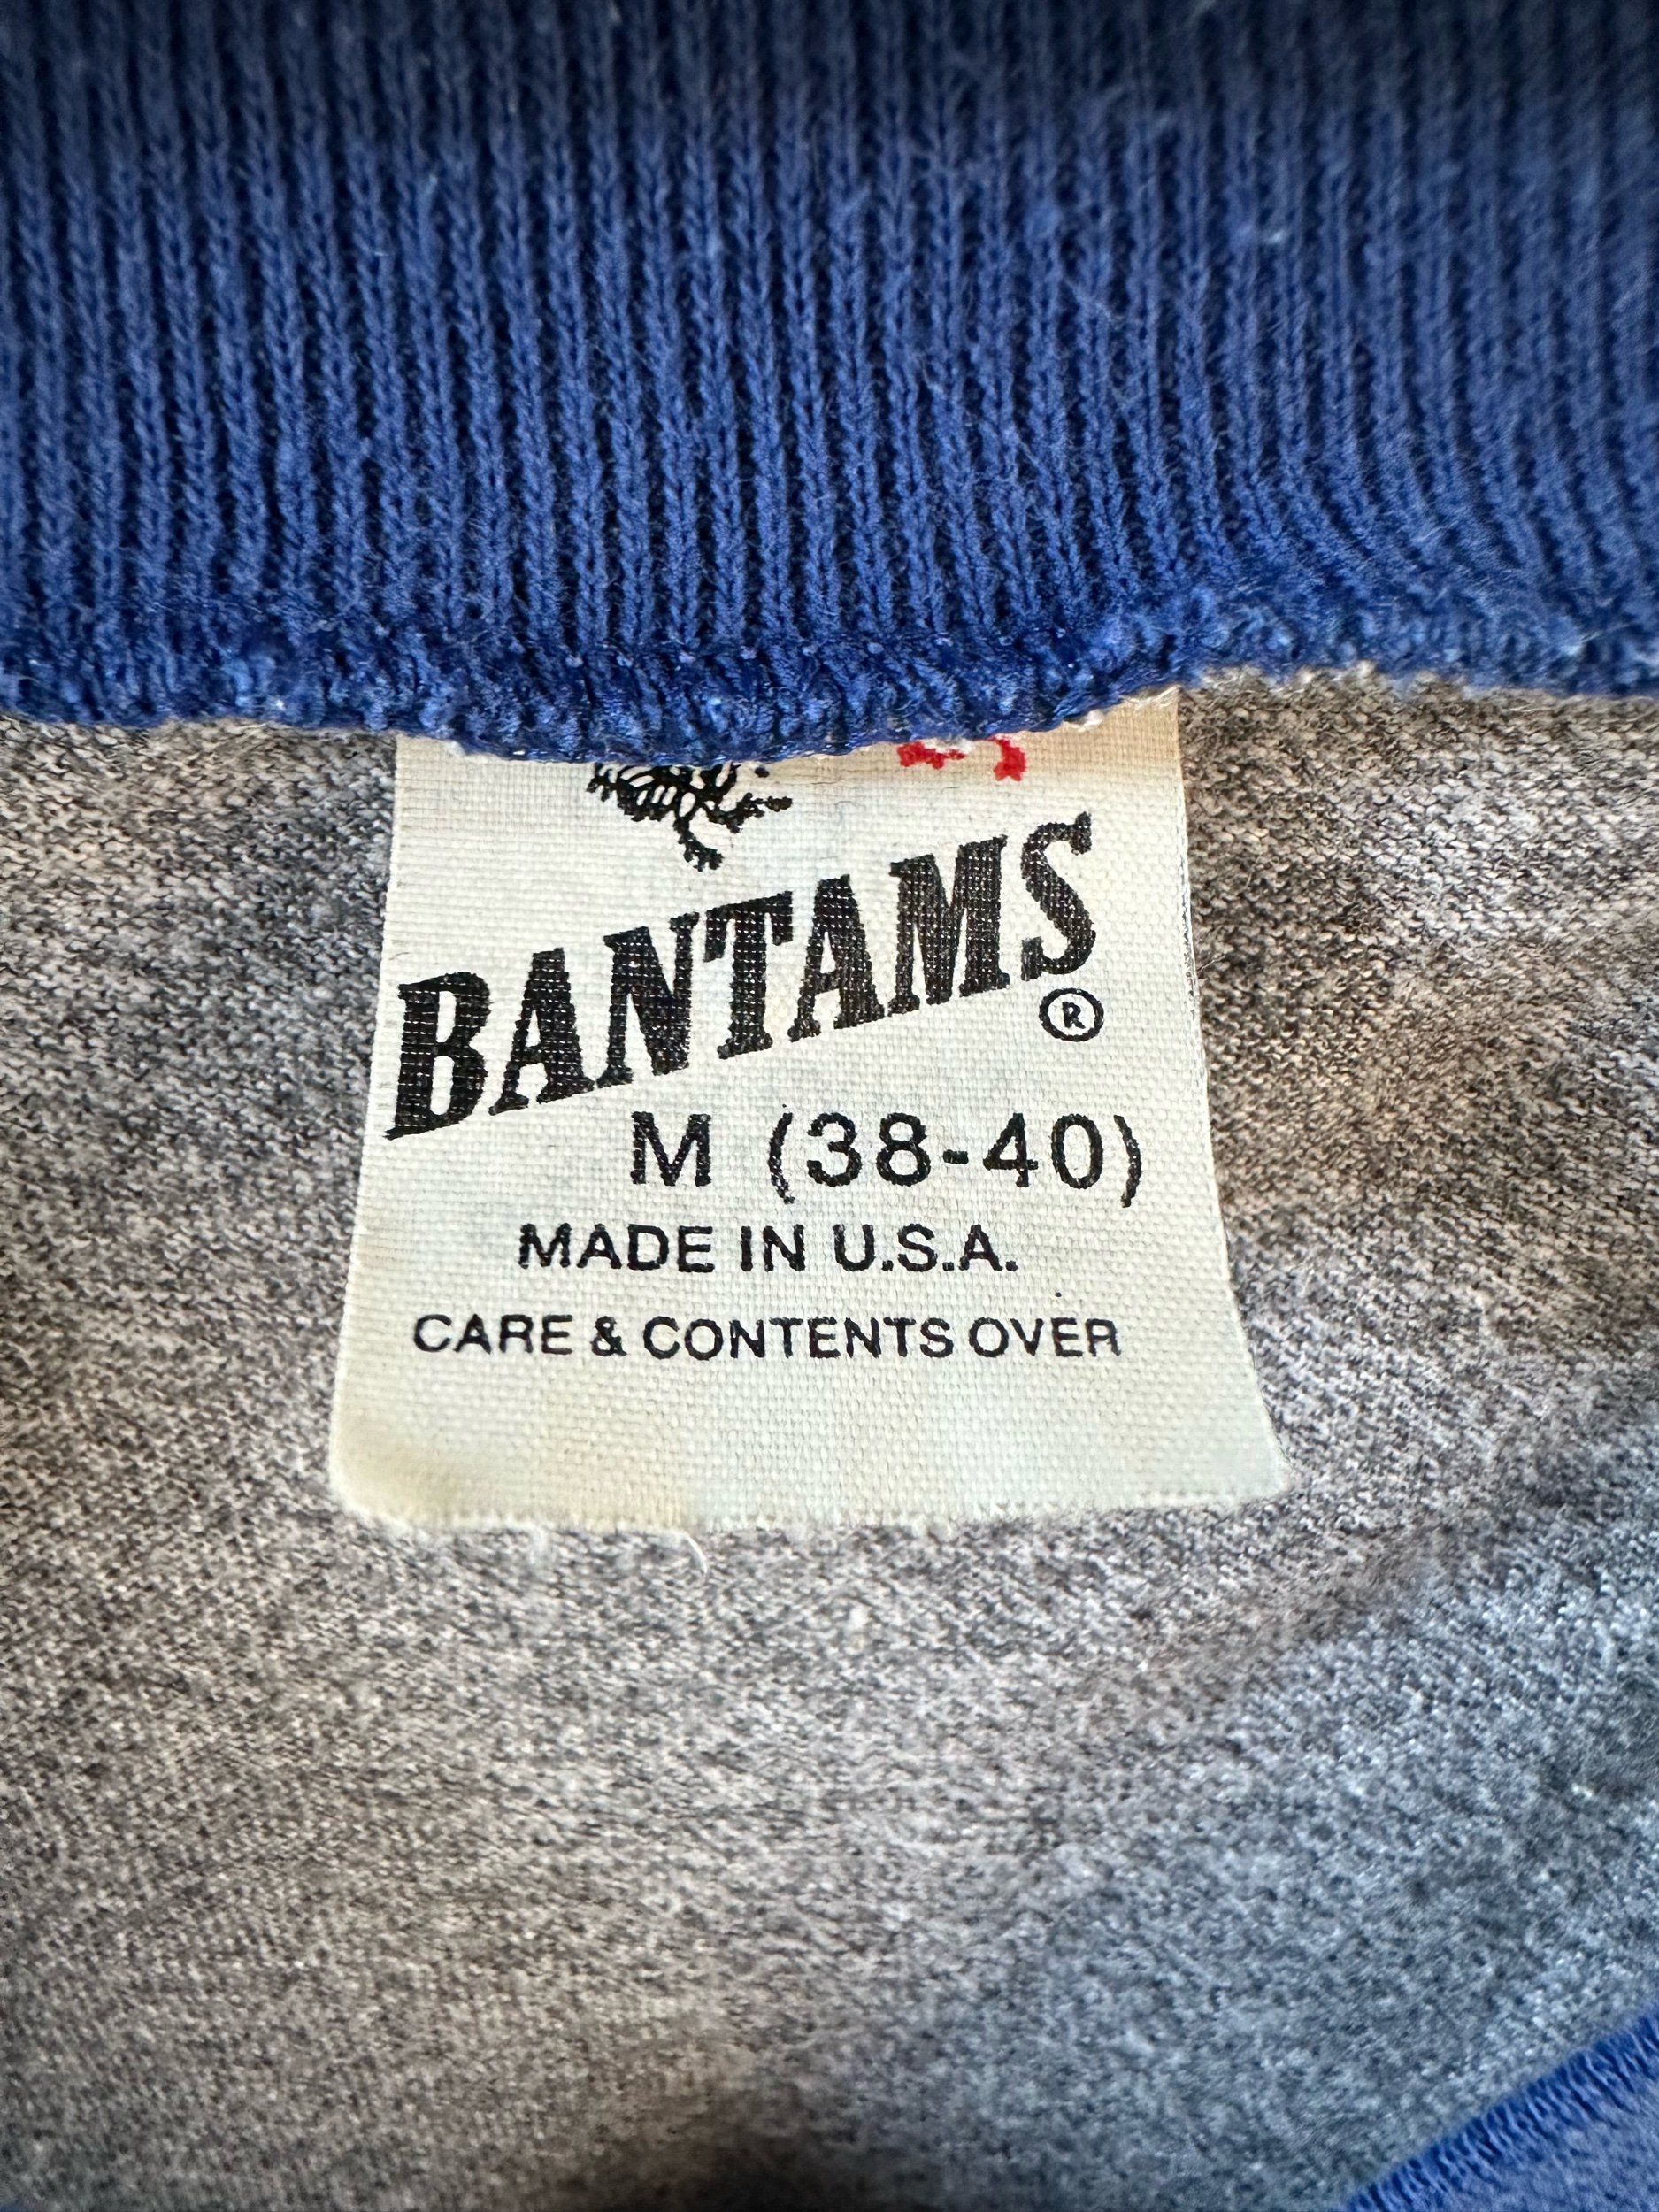 BANTAMS
®
M (38-40)
MADE IN U.S.A.
CARE & CONTENTS OVER